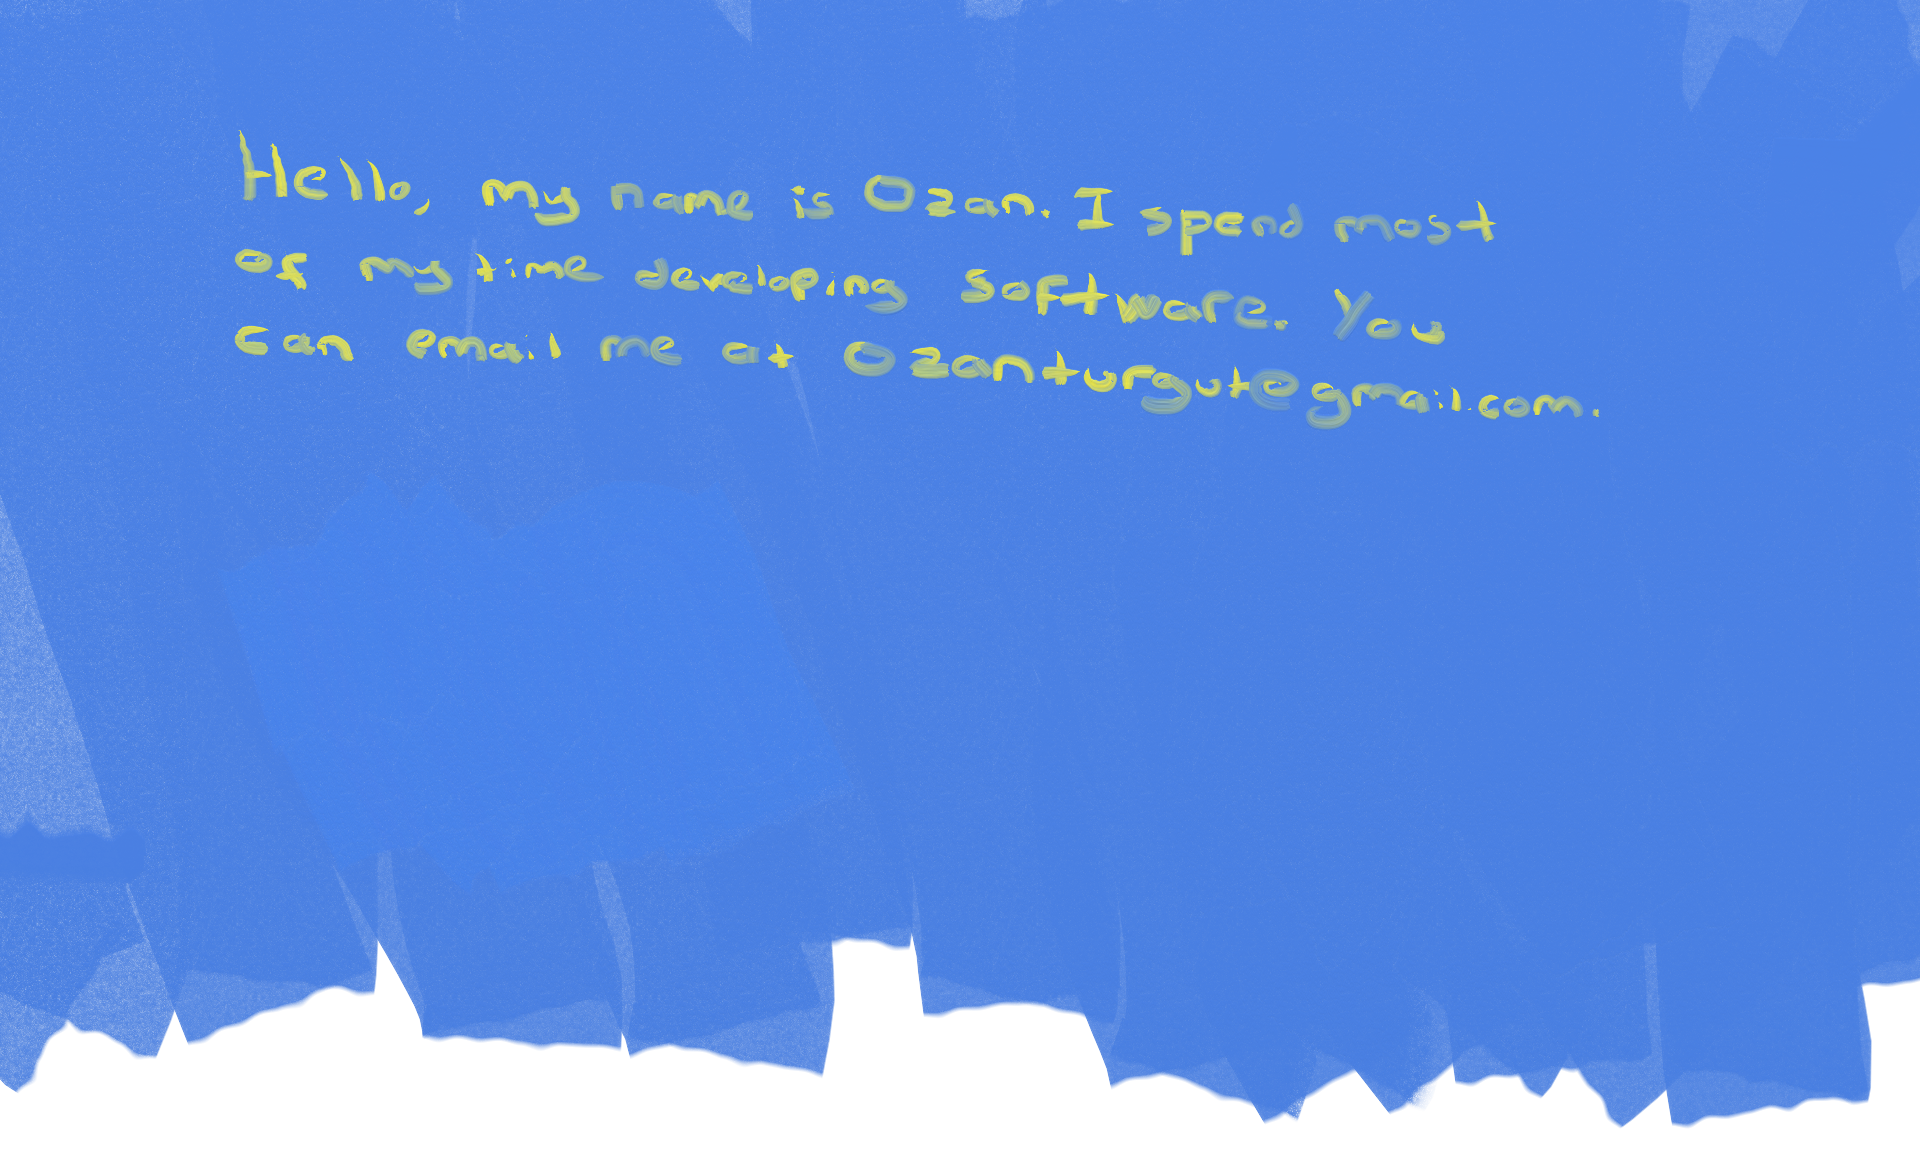 Hello, my name is Ozan. I spend most
of my time developing software. You
can email me at ozanturgut@gmail.com.